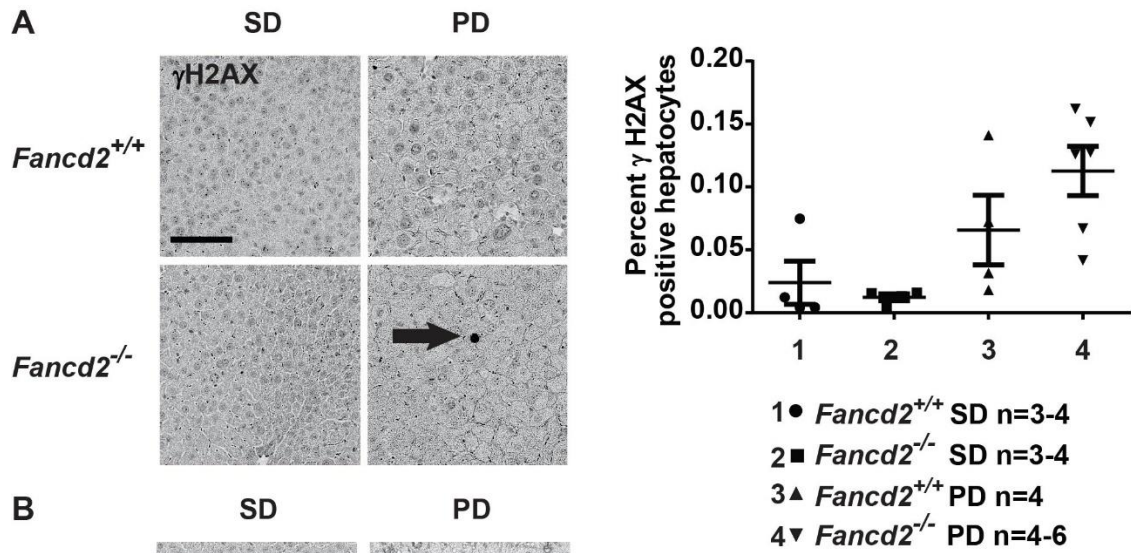 A
SD PD
γH2AX
Fancd2+/+
Fancd2-/-
Percent γ H2AX
positive hepatocytes
0.20
0.15
0.10
0.05
0.00
1 2 3 4
1 ● Fancd2+/+ SD n=3-4
2 ■ Fancd2-/- SD n=3-4
3 ▲ Fancd2+/+ PD n=4
4 ▼ Fancd2-/- PD n=4-6
B
SD PD